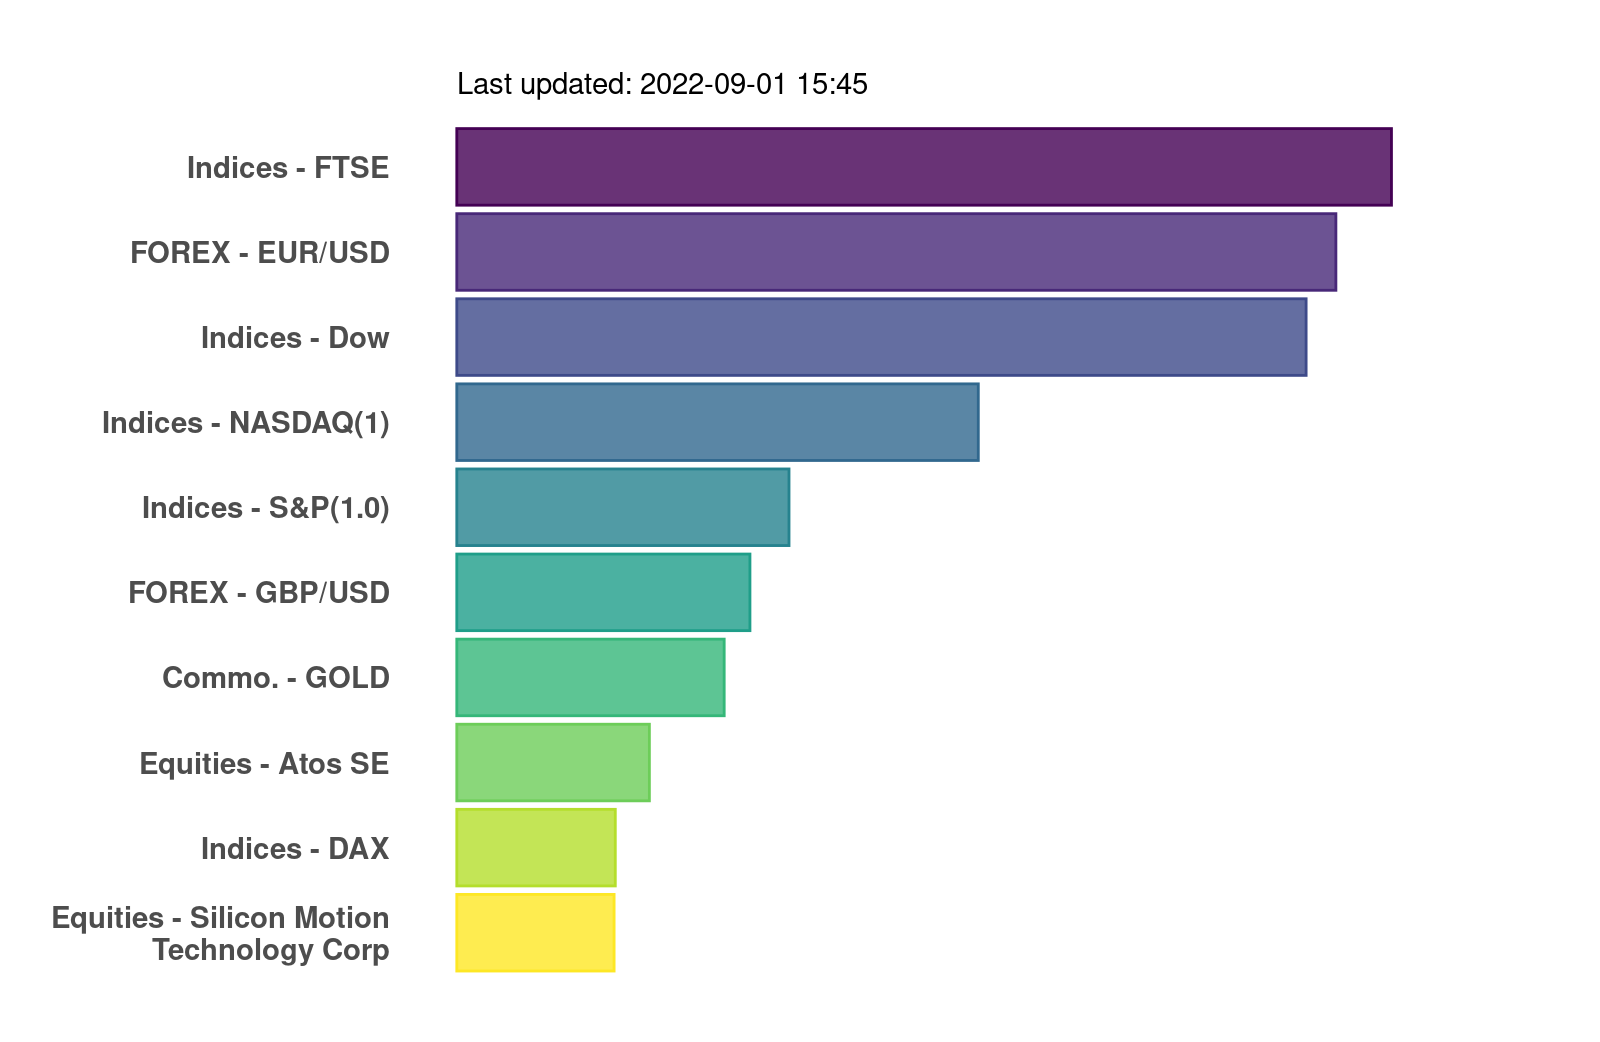 Last updated: 2022-09-01 15:45
Indices - FTSE
FOREX - EUR/USD
Indices - Dow
Indices - NASDAQ(1)
Indices - S&P(1.0)
FOREX - GBP/USD
Commo. - GOLD
Equities - Atos SE
Indices - DAX
Equities - Silicon Motion
Technology Corp